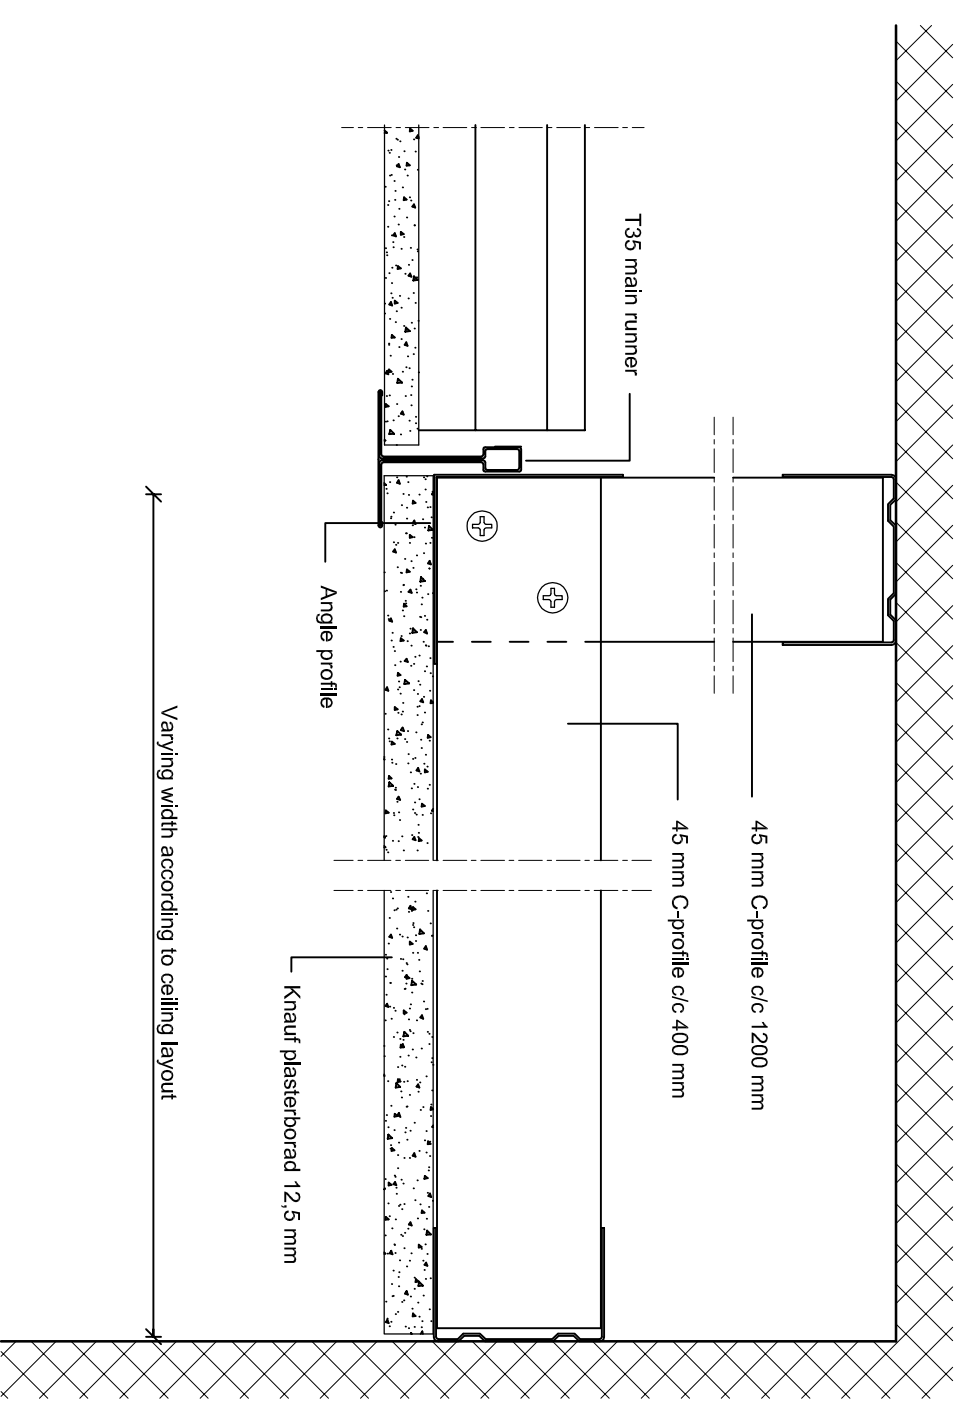 T35 main runner
45 mm C-profile c/c 1200 mm
45 mm C-profile c/c 400 mm
Angle profile
Knauf plasterborad 12,5 mm
Varying width according to ceiling layout